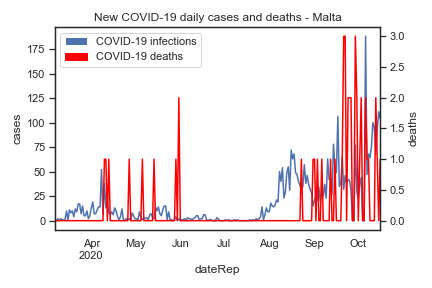 New COVID-19 daily cases and deaths - Malta
COVID-19 infections
COVID-19 deaths
175
150
125
100
75
50
25
0
cases
3.0
2.5
2.0
1.5
1.0
0.5
0.0
deaths
Apr May Jun Jul Aug Sep Oct
2020
dateRep